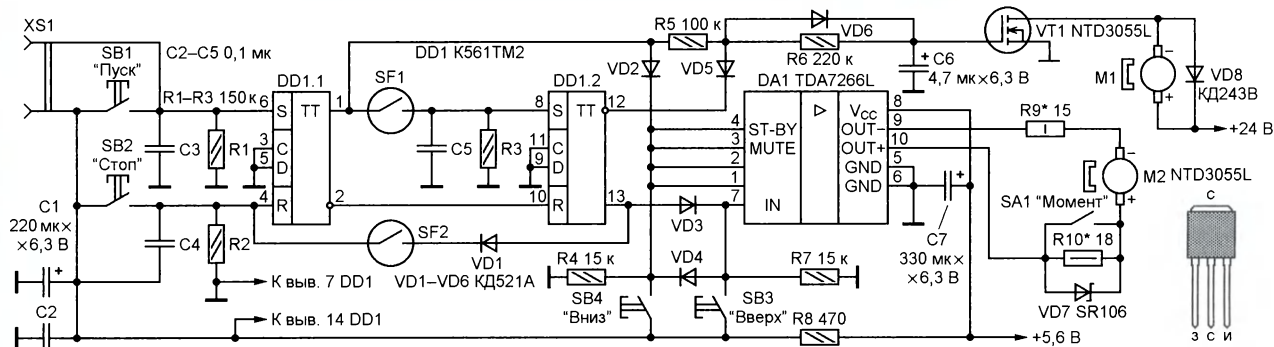 XS1
SB1
"Пуск"
C2–C5 0,1 мк
R1–R3 150 к
SB2
"Стоп"
C1
220 мк×
×6,3 В
C2
C3
R1
C4
R2
DD1.1
6 S TT 1
3 C
5 D
4 R 2
SF1
DD1 К561ТМ2
C5
R3
SF2
VD1
VD1–VD6 КД521А
К выв. 7 DD1
К выв. 14 DD1
DD1.2
8 S TT 12
11 C
9 D
10 R 13
R5 100 к
VD2
VD5
VD6
R6 220 к
C6
4,7 мк×6,3 В
VD3
R4 15 к
VD4
R7 15 к
SB4
"Вниз"
SB3
"Вверх"
R8 470
DA1 TDA7266L
4 ST-BY
3 MUTE
2
1
7 IN
VCC 8
OUT– 9
OUT+ 10
GND 5
GND 6
C7
330 мк×
×6,3 В
VT1 NTD3055L
M1
–
+
VD8
КД243В
+24 В
R9* 15
–
M2
+
SA1 "Момент"
R10* 18
VD7 SR106
+5,6 В
NTD3055L
с
з с и